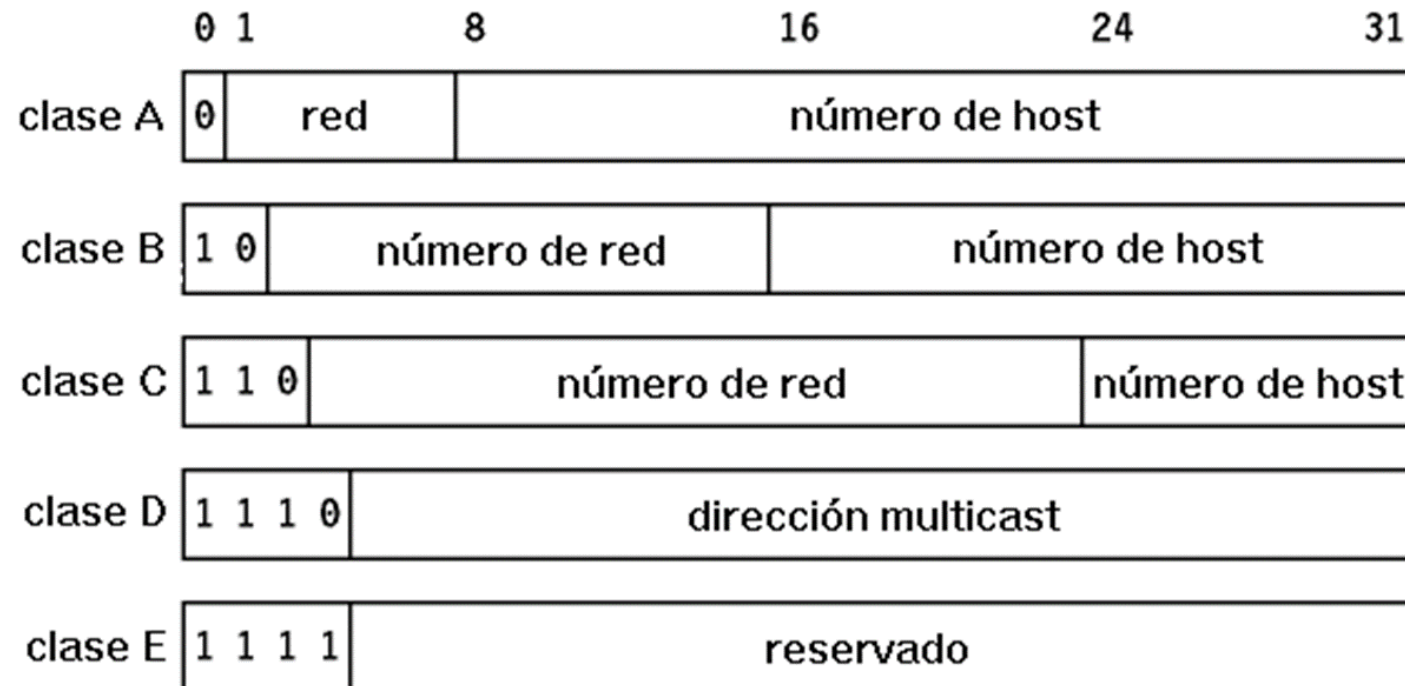 0 1 8 16 24 31
clase A 0 red número de host
clase B 1 0 número de red número de host
clase C 1 1 0 número de red número de host
clase D 1 1 1 0 dirección multicast
clase E 1 1 1 1 reservado